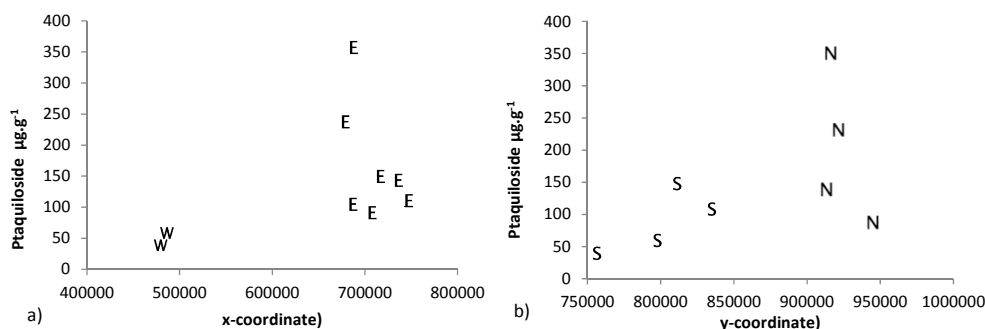 400
350
300
250
200
150
100
50
0
Ptaquiloside µg.g⁻¹
E
E
E
E
E
E
E
W
W
400000 500000 600000 700000 800000
x-coordinate)
a)
400
350
300
250
200
150
100
50
0
Ptaquiloside µg.g⁻¹
N
N
N
N
S
S
S
S
750000 800000 850000 900000 950000 1000000
y-coordinate)
b)